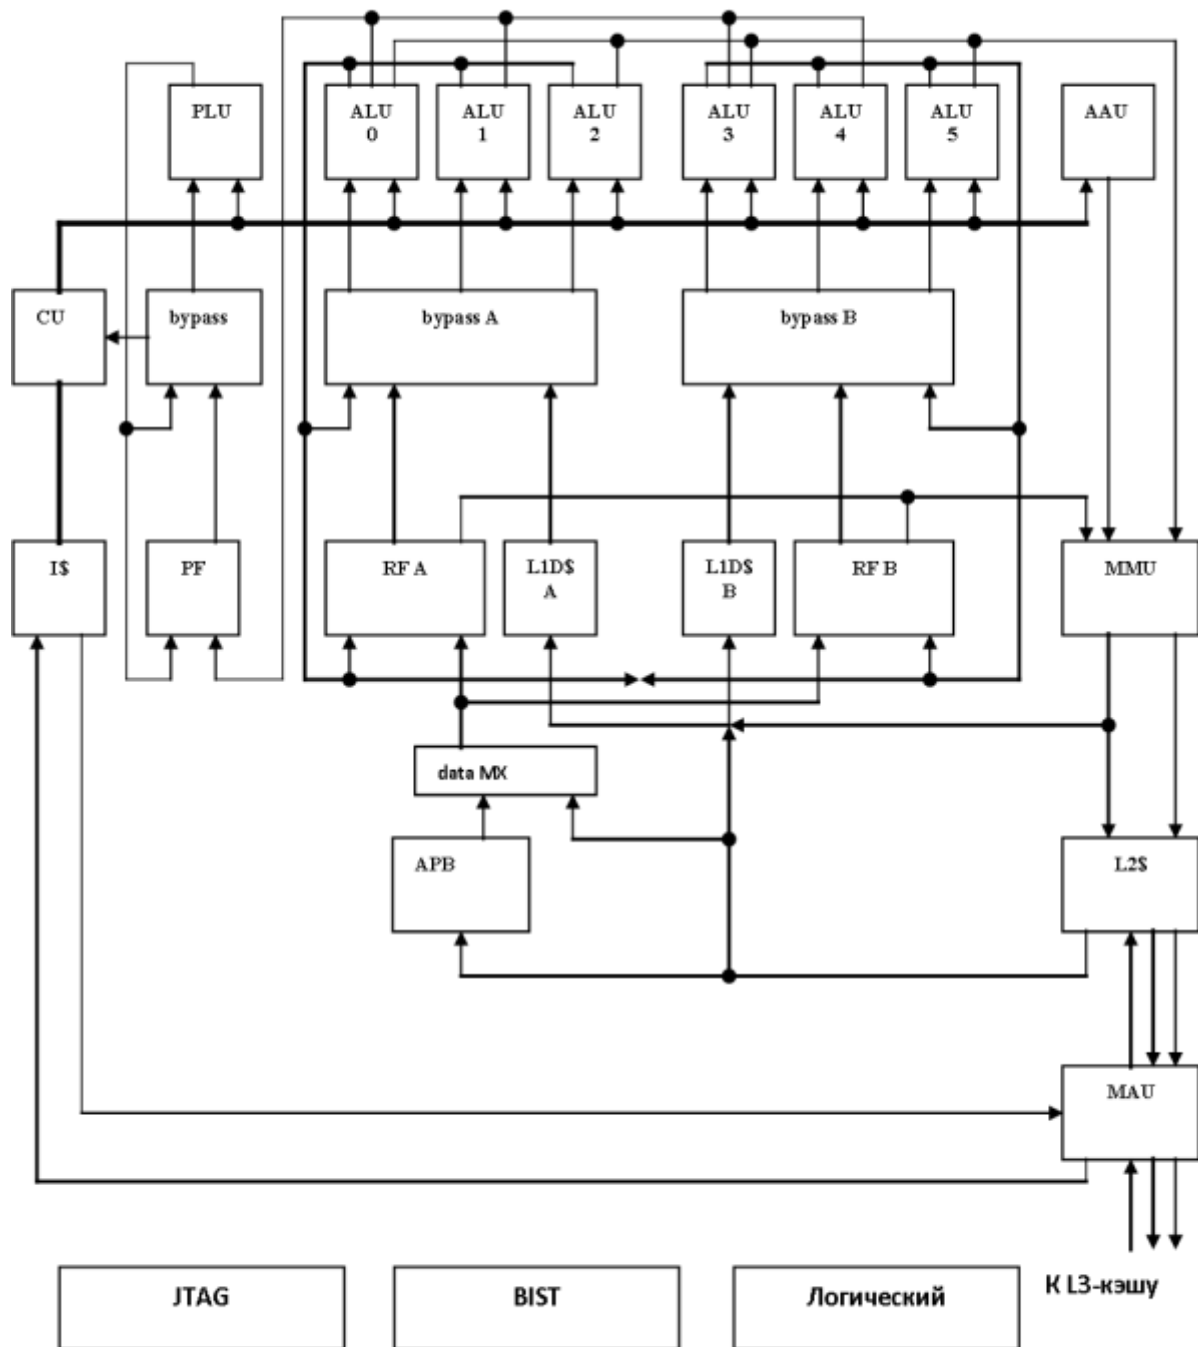 PLU
ALU
0
ALU
1
ALU
2
ALU
3
ALU
4
ALU
5
AAU
CU
bypass
bypass A
bypass B
I$
PF
RF A
L1D$
A
L1D$
B
RF B
MMU
data MX
APB
L2$
MAU
JTAG
BIST
Логический
К L3-кэшу